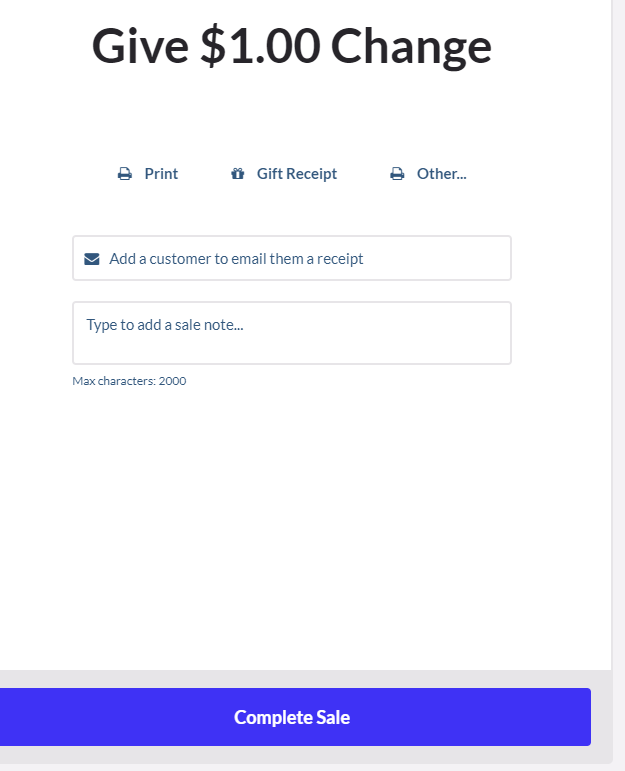 Give $1.00 Change
Print Gift Receipt Other...
Add a customer to email them a receipt
Type to add a sale note...
Max characters: 2000
Complete Sale